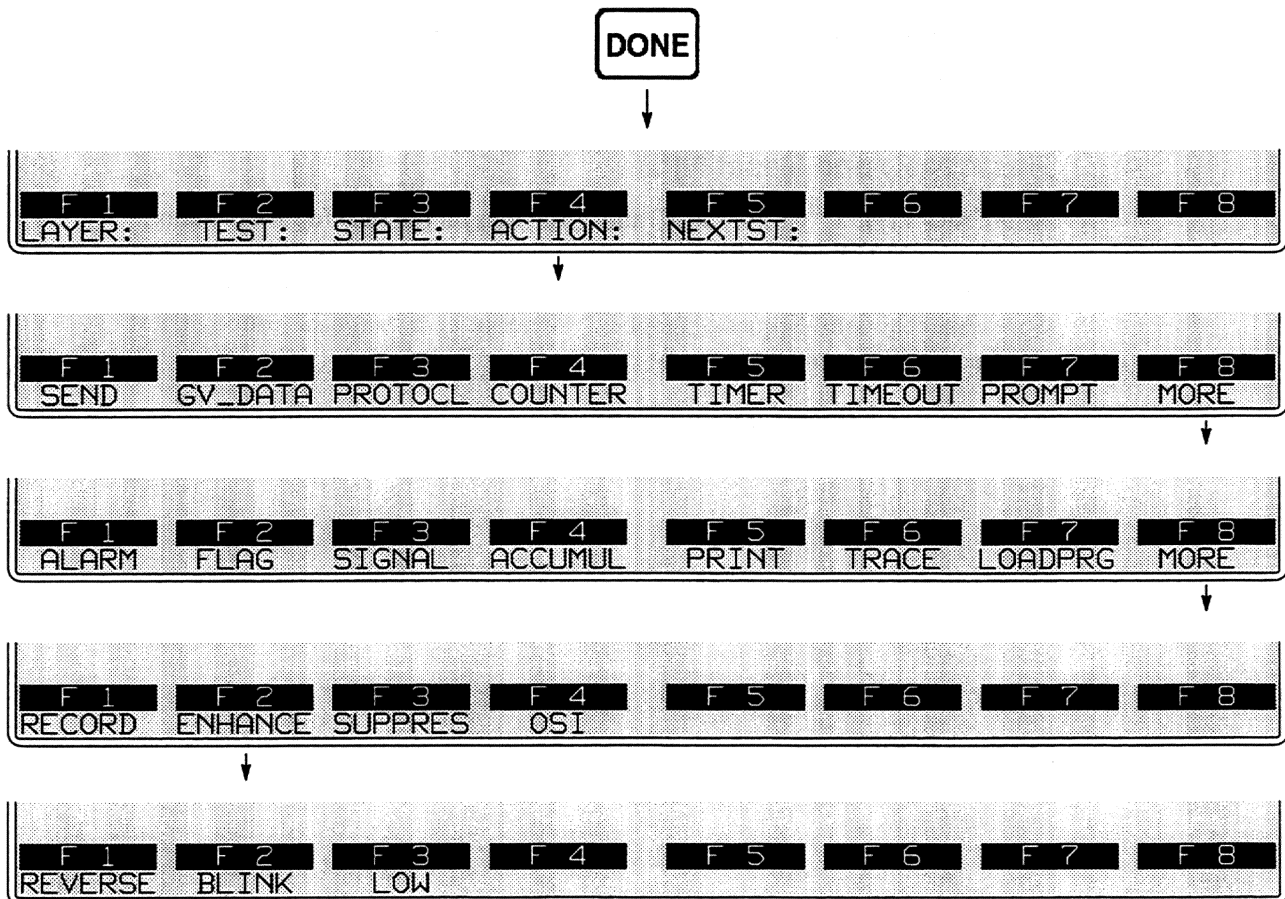 DONE
F 1 F 2 F 3 F 4 F 5 F 6 F 7 F 8
LAYER: TEST: STATE: ACTION: NEXTST:
F 1 F 2 F 3 F 4 F 5 F 6 F 7 F 8
SEND GV_DATA PROTOCL COUNTER TIMER TIMEOUT PROMPT MORE
F 1 F 2 F 3 F 4 F 5 F 6 F 7 F 8
ALARM FLAG SIGNAL ACCUMUL PRINT TRACE LOADPRG MORE
F 1 F 2 F 3 F 4 F 5 F 6 F 7 F 8
RECORD ENHANCE SUPPRES OSI
F 1 F 2 F 3 F 4 F 5 F 6 F 7 F 8
REVERSE BLINK LOW